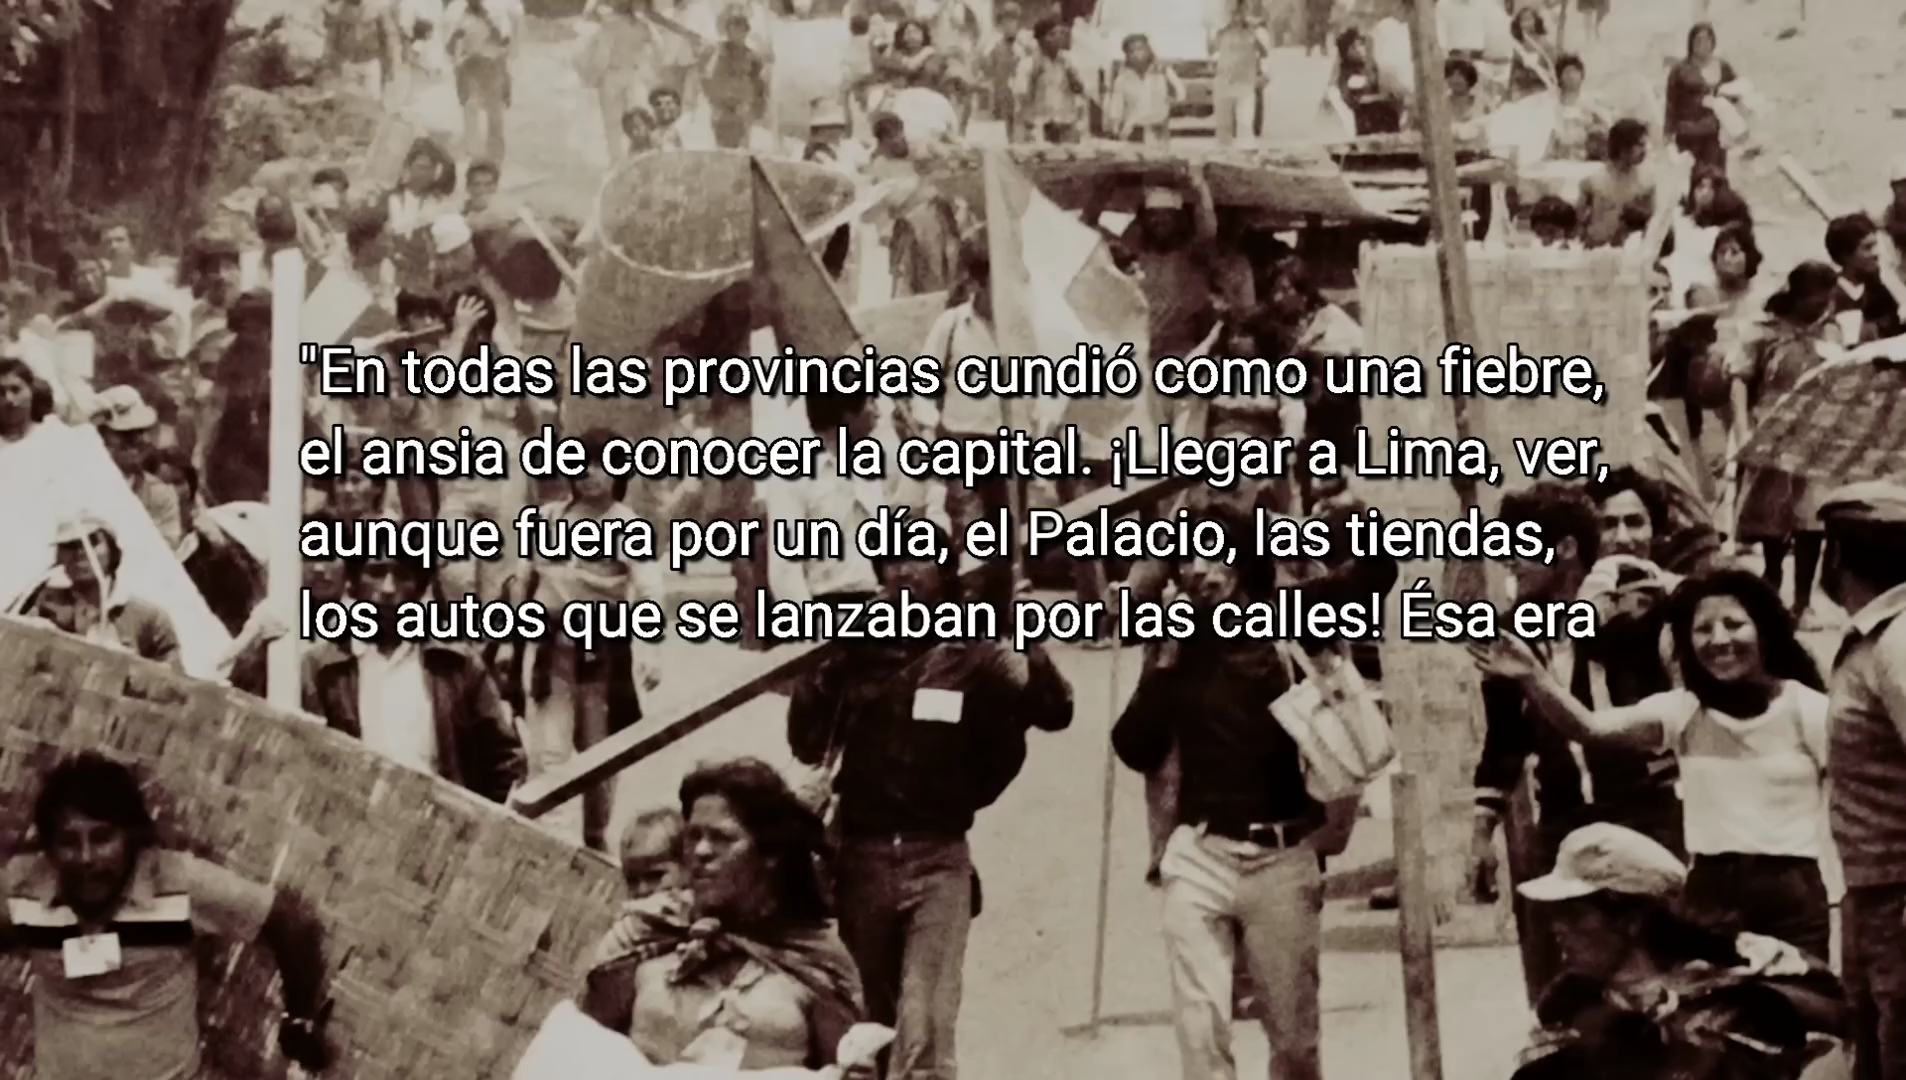 "En todas las provincias cundió como una fiebre,
el ansia de conocer la capital. ¡Llegar a Lima, ver,
aunque fuera por un día, el Palacio, las tiendas,
los autos que se lanzaban por las calles! Ésa era